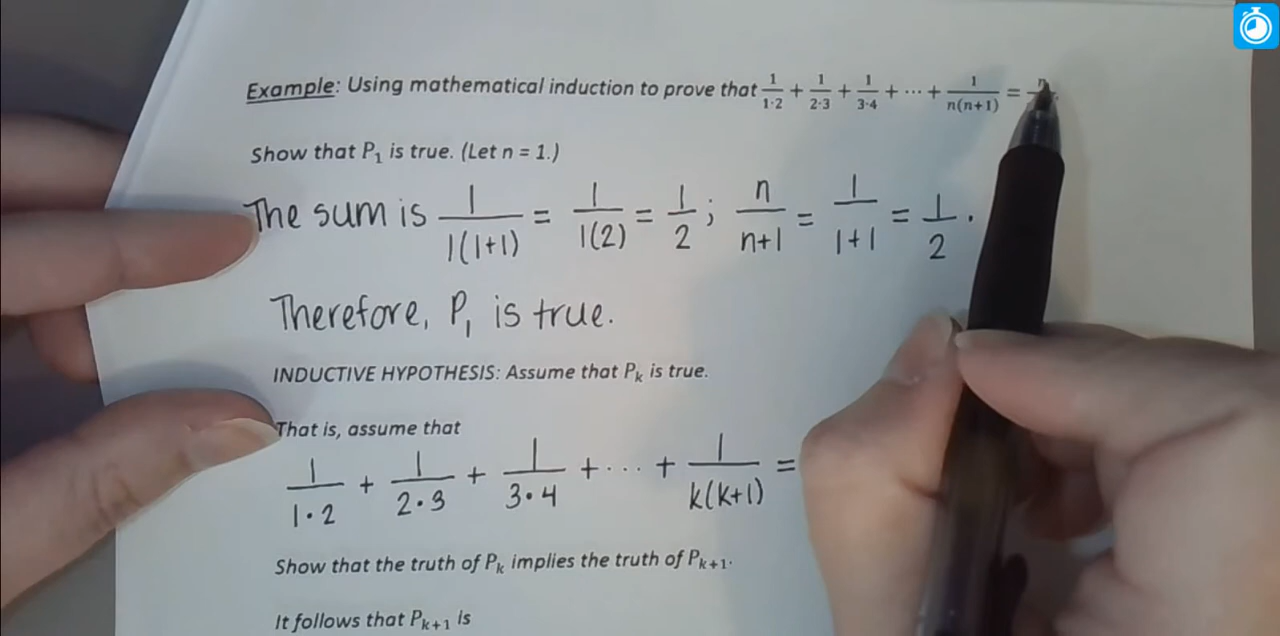 Example: Using mathematical induction to prove that 1/(1·2) + 1/(2·3) + 1/(3·4) + ··· + 1/(n(n+1)) = n
Show that P₁ is true. (Let n = 1.)
The sum is 1/(1(1+1)) = 1/(1(2)) = 1/2 ; n/(n+1) = 1/(1+1) = 1/2 .
Therefore, P₁ is true.
INDUCTIVE HYPOTHESIS: Assume that Pₖ is true.
That is, assume that
1/(1·2) + 1/(2·3) + 1/(3·4) + ··· + 1/(k(k+1)) =
Show that the truth of Pₖ implies the truth of Pₖ₊₁.
It follows that Pₖ₊₁ is